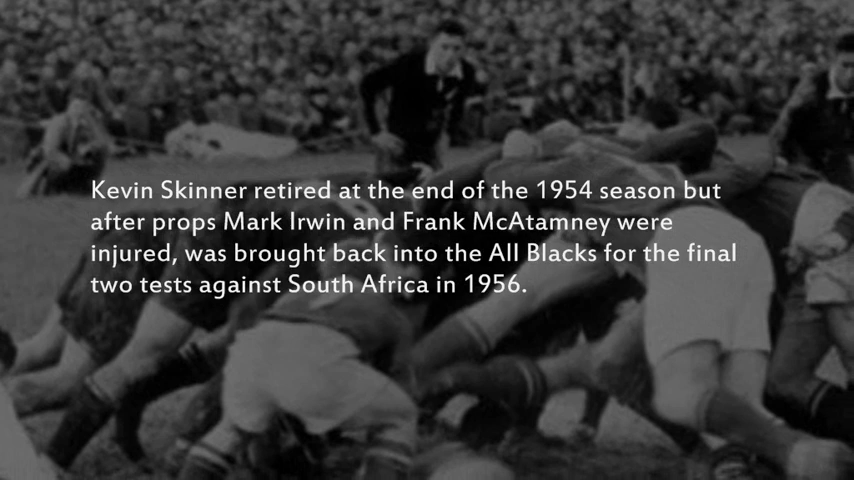 Kevin Skinner retired at the end of the 1954 season but
after props Mark Irwin and Frank McAtamney were
injured, was brought back into the All Blacks for the final
two tests against South Africa in 1956.